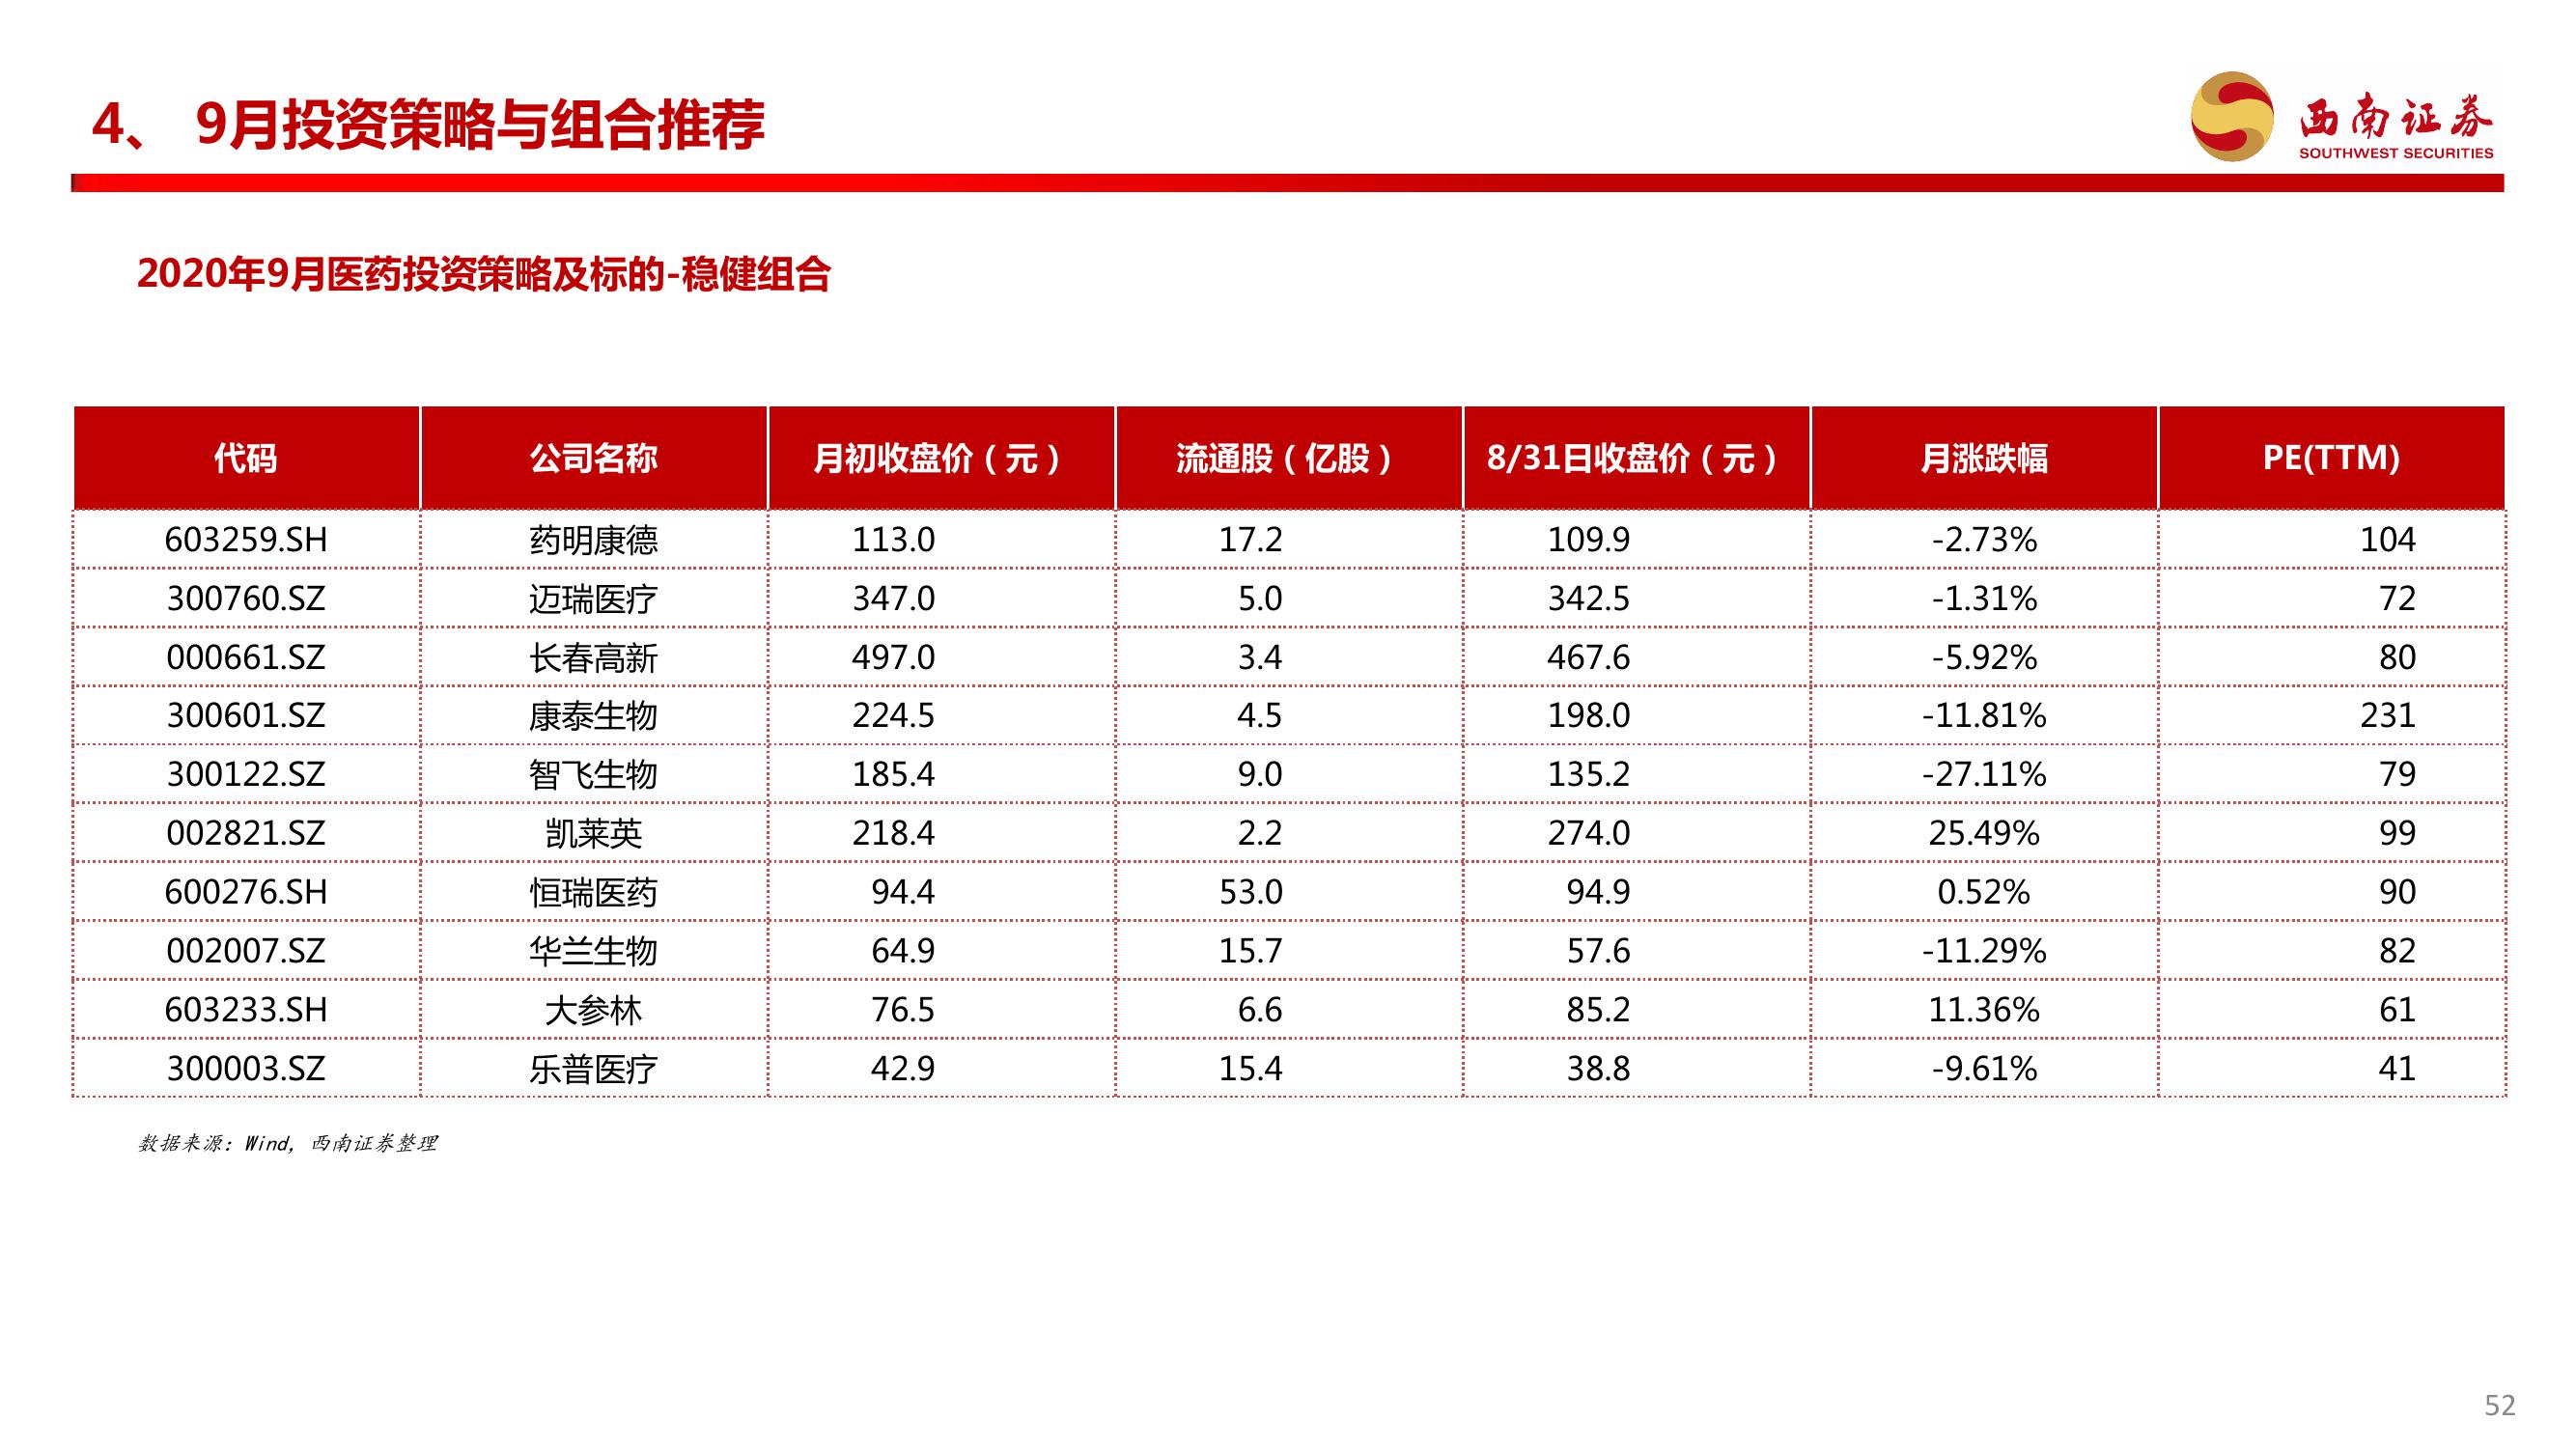 4、 9月投资策略与组合推荐
西南证券
SOUTHWEST SECURITIES
2020年9月医药投资策略及标的-稳健组合
代码 公司名称 月初收盘价（元） 流通股（亿股） 8/31日收盘价（元） 月涨跌幅 PE(TTM)
603259.SH 药明康德 113.0 17.2 109.9 -2.73% 104
300760.SZ 迈瑞医疗 347.0 5.0 342.5 -1.31% 72
000661.SZ 长春高新 497.0 3.4 467.6 -5.92% 80
300601.SZ 康泰生物 224.5 4.5 198.0 -11.81% 231
300122.SZ 智飞生物 185.4 9.0 135.2 -27.11% 79
002821.SZ 凯莱英 218.4 2.2 274.0 25.49% 99
600276.SH 恒瑞医药 94.4 53.0 94.9 0.52% 90
002007.SZ 华兰生物 64.9 15.7 57.6 -11.29% 82
603233.SH 大参林 76.5 6.6 85.2 11.36% 61
300003.SZ 乐普医疗 42.9 15.4 38.8 -9.61% 41
数据来源：Wind，西南证券整理
52